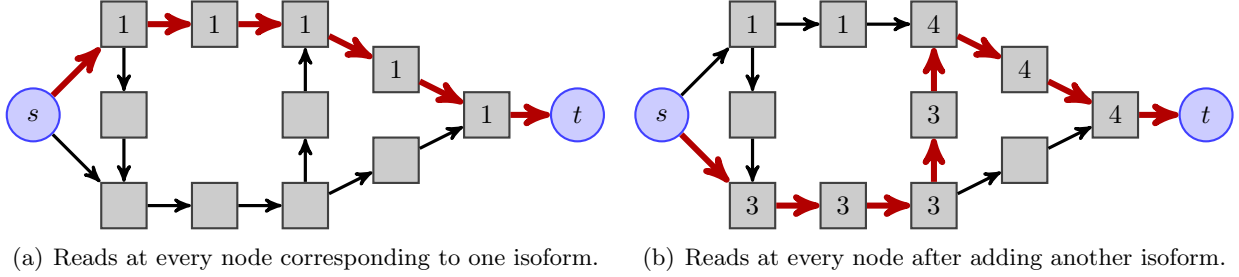 1 1 1 1 1 4
1 4
s 3 t s 4 t
1
3 3 3
(a) Reads at every node corresponding to one isoform. (b) Reads at every node after adding another isoform.